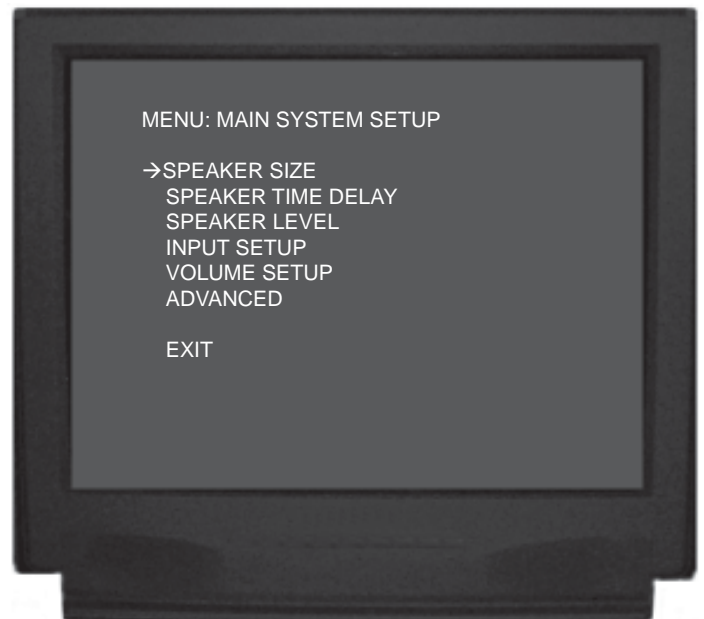 MENU: MAIN SYSTEM SETUP
→SPEAKER SIZE
SPEAKER TIME DELAY
SPEAKER LEVEL
INPUT SETUP
VOLUME SETUP
ADVANCED
EXIT